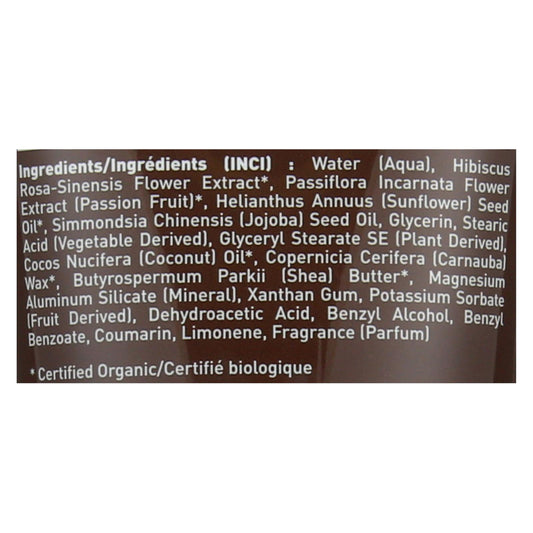 Ingredients/Ingrédients (INCI) : Water (Aqua), Hibiscus
Rosa-Sinensis Flower Extract*, Passiflora Incarnata Flower
Extract (Passion Fruit)*, Helianthus Annuus (Sunflower) Seed
Oil*, Simmondsia Chinensis (Jojoba) Seed Oil, Glycerin, Stearic
Acid (Vegetable Derived), Glyceryl Stearate SE (Plant Derived),
Cocos Nucifera (Coconut) Oil*, Copernicia Cerifera (Carnauba)
Wax*, Butyrospermum Parkii (Shea) Butter*, Magnesium
Aluminum Silicate (Mineral), Xanthan Gum, Potassium Sorbate
(Fruit Derived), Dehydroacetic Acid, Benzyl Alcohol, Benzyl
Benzoate, Coumarin, Limonene, Fragrance (Parfum)
*Certified Organic/Certifié biologique